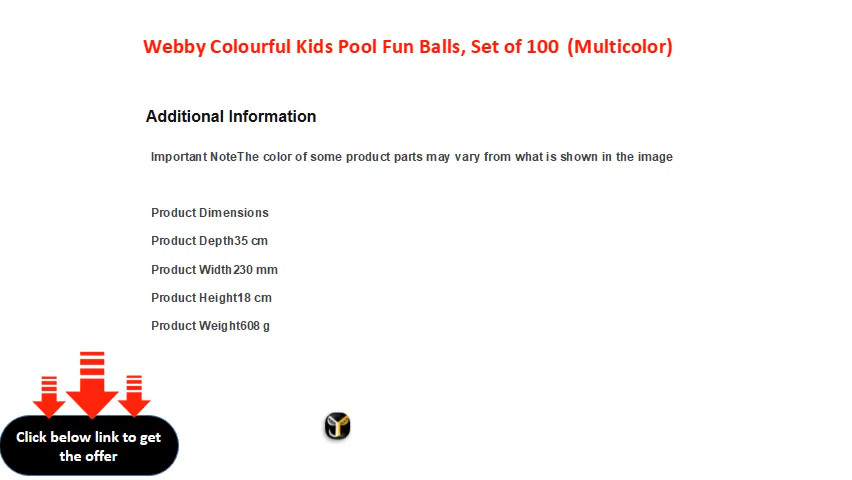 Webby Colourful Kids Pool Fun Balls, Set of 100 (Multicolor)
Additional Information
Important NoteThe color of some product parts may vary from what is shown in the image
Product Dimensions
Product Depth35 cm
Product Width230 mm
Product Height18 cm
Product Weight608 g
Click below link to get
the offer